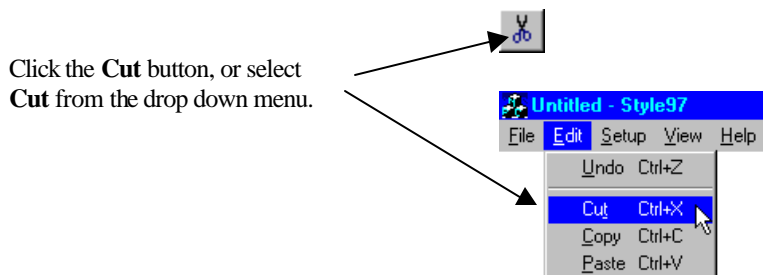 Click the Cut button, or select
Cut from the drop down menu.
Untitled - Style97
File Edit Setup View Help
Undo Ctrl+Z
Cut Ctrl+X
Copy Ctrl+C
Paste Ctrl+V